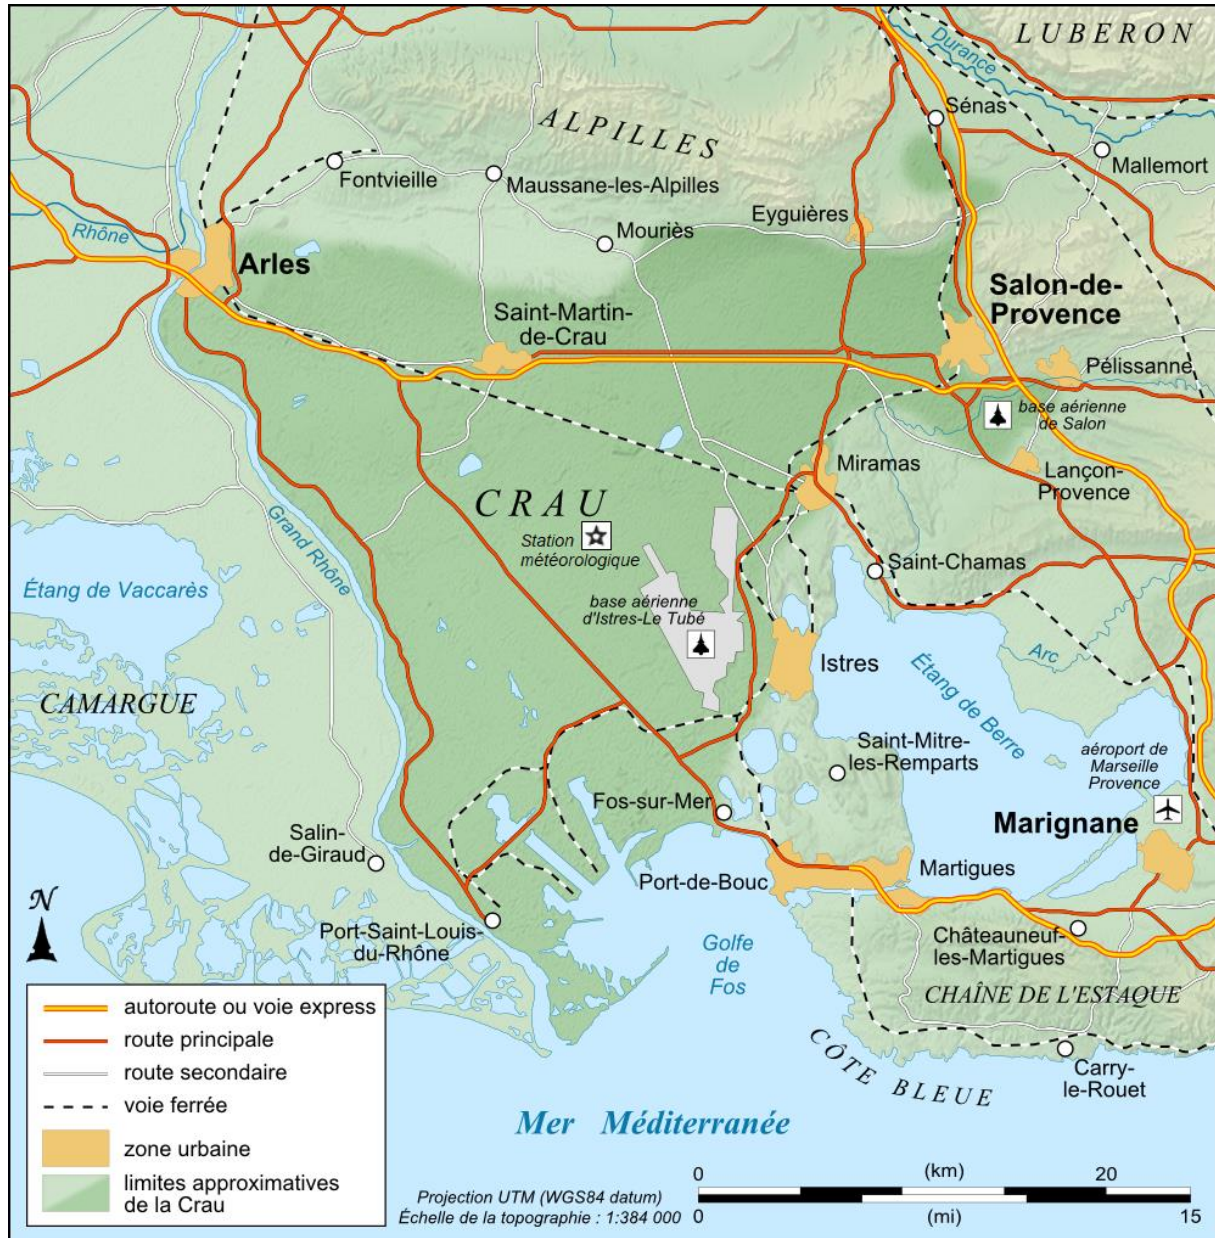 LUBERON
Durance
Sénas
ALPILLES
Mallemort
Fontvieille
Maussane-les-Alpilles
Eyguières
Mouriès
Rhône
Arles
Salon-de-
Provence
Saint-Martin-
de-Crau
Pélissanne
base aérienne
de Salon
Miramas
Lançon-
Provence
CRAU
Station
météorologique
Grand Rhône
Saint-Chamas
Étang de Vaccarès
base aérienne
d'Istres-Le Tubé
Istres
Arc
Étang de Berre
CAMARGUE
Saint-Mitre-
les-Remparts
aéroport de
Marseille
Provence
Fos-sur-Mer
Marignane
Salin-
de-Giraud
Port-de-Bouc
Martigues
N
Port-Saint-Louis-
du-Rhône
Golfe
de
Fos
Châteauneuf-
les-Martigues
CHAÎNE DE L'ESTAQUE
CÔTE BLEUE
Carry-
le-Rouet
Mer Méditerranée
autoroute ou voie express
route principale
route secondaire
voie ferrée
zone urbaine
limites approximatives
de la Crau
Projection UTM (WGS84 datum)
Échelle de la topographie : 1:384 000
0 (km) 20
0 (mi) 15